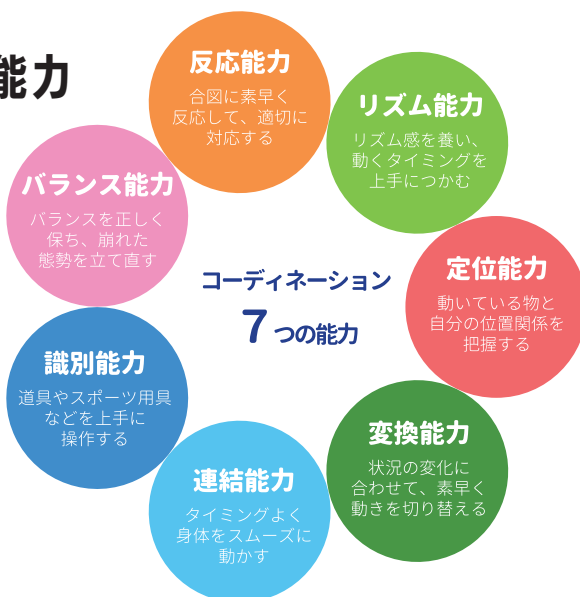 能力
反応能力
合図に素早く
反応して、適切に
対応する
リズム能力
リズム感を養い、
動くタイミングを
上手につかむ
定位能力
動いている物と
自分の位置関係を
把握する
変換能力
状況の変化に
合わせて、素早く
動きを切り替える
連結能力
タイミングよく
身体をスムーズに
動かす
識別能力
道具やスポーツ用具
などを上手に
操作する
バランス能力
バランスを正しく
保ち、崩れた
態勢を立て直す
コーディネーション
7つの能力